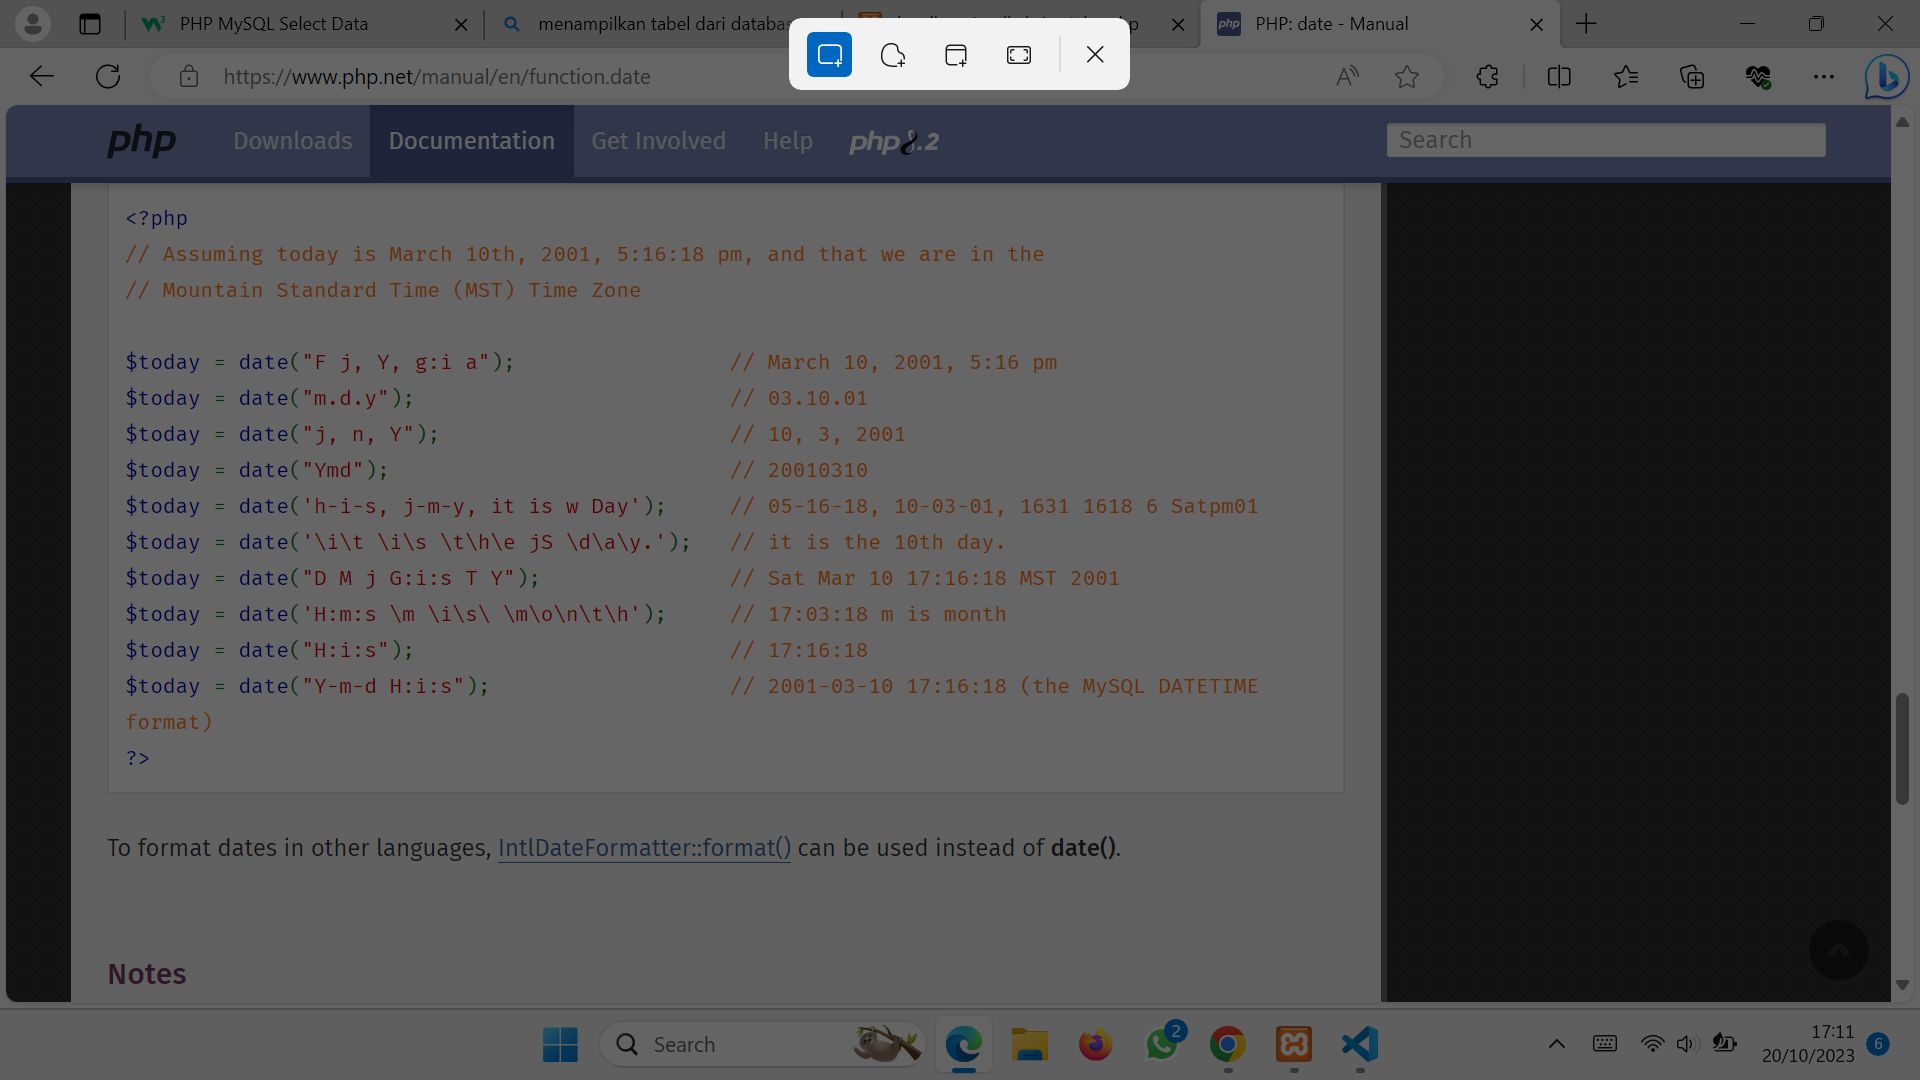 PHP MySQL Select Data
menampilkan tabel dari databas
PHP: date - Manual
https://www.php.net/manual/en/function.date
php
Downloads
Documentation
Get Involved
Help
php8.2
Search
<?php
// Assuming today is March 10th, 2001, 5:16:18 pm, and that we are in the
// Mountain Standard Time (MST) Time Zone
$today = date("F j, Y, g:i a"); // March 10, 2001, 5:16 pm
$today = date("m.d.y"); // 03.10.01
$today = date("j, n, Y"); // 10, 3, 2001
$today = date("Ymd"); // 20010310
$today = date('h-i-s, j-m-y, it is w Day'); // 05-16-18, 10-03-01, 1631 1618 6 Satpm01
$today = date('\i\t \i\s \t\h\e jS \d\a\y.'); // it is the 10th day.
$today = date("D M j G:i:s T Y"); // Sat Mar 10 17:16:18 MST 2001
$today = date('H:m:s \m \i\s\ \m\o\n\t\h'); // 17:03:18 m is month
$today = date("H:i:s"); // 17:16:18
$today = date("Y-m-d H:i:s"); // 2001-03-10 17:16:18 (the MySQL DATETIME
format)
?>
To format dates in other languages, IntlDateFormatter::format() can be used instead of date().
Notes
Search
2
17:11
20/10/2023
6